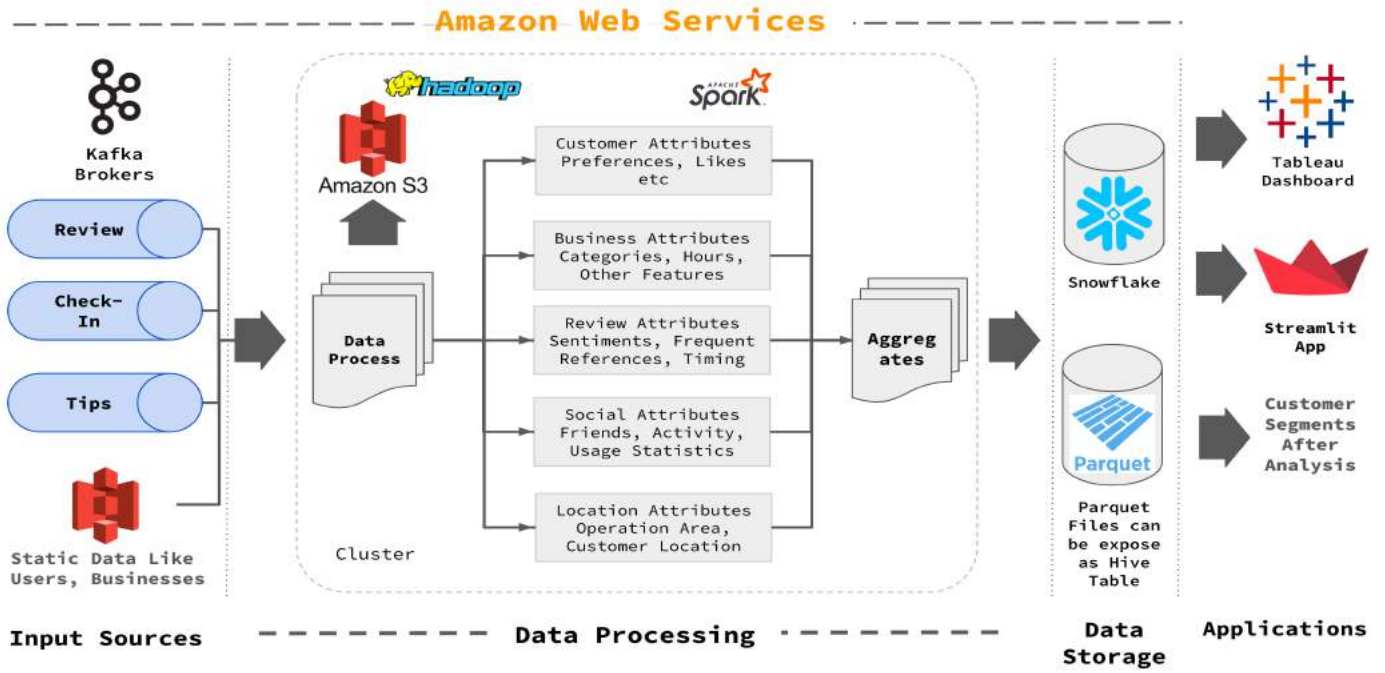 Amazon Web Services
Kafka
Brokers
Review
Check-
In
Tips
Static Data Like
Users, Businesses
Input Sources
hadoop
APACHE
Spark
Amazon S3
Data
Process
Cluster
Customer Attributes
Preferences, Likes
etc
Business Attributes
Categories, Hours,
Other Features
Review Attributes
Sentiments, Frequent
References, Timing
Social Attributes
Friends, Activity,
Usage Statistics
Location Attributes
Operation Area,
Customer Location
Aggreg
ates
Data Processing
Snowflake
Parquet
Parquet
Files can
be expose
as Hive
Table
Data
Storage
Tableau
Dashboard
Streamlit
App
Customer
Segments
After
Analysis
Applications